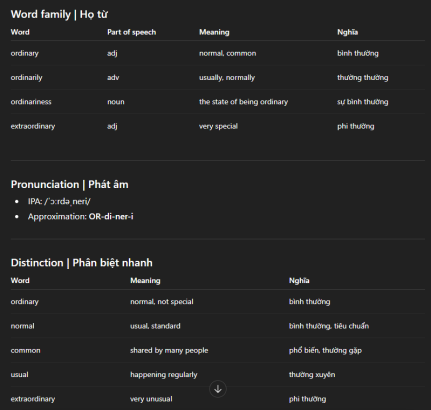 Word family | Họ từ
Word Part of speech Meaning Nghĩa
ordinary adj normal, common bình thường
ordinarily adv usually, normally thường thường
ordinariness noun the state of being ordinary sự bình thường
extraordinary adj very special phi thường
Pronunciation | Phát âm
• IPA: /ˈɔːrdəˌneri/
• Approximation: OR-di-ner-i
Distinction | Phân biệt nhanh
Word Meaning Nghĩa
ordinary normal, not special bình thường
normal usual, standard bình thường, tiêu chuẩn
common shared by many people phổ biến, thường gặp
usual happening regularly thường xuyên
extraordinary very unusual phi thường